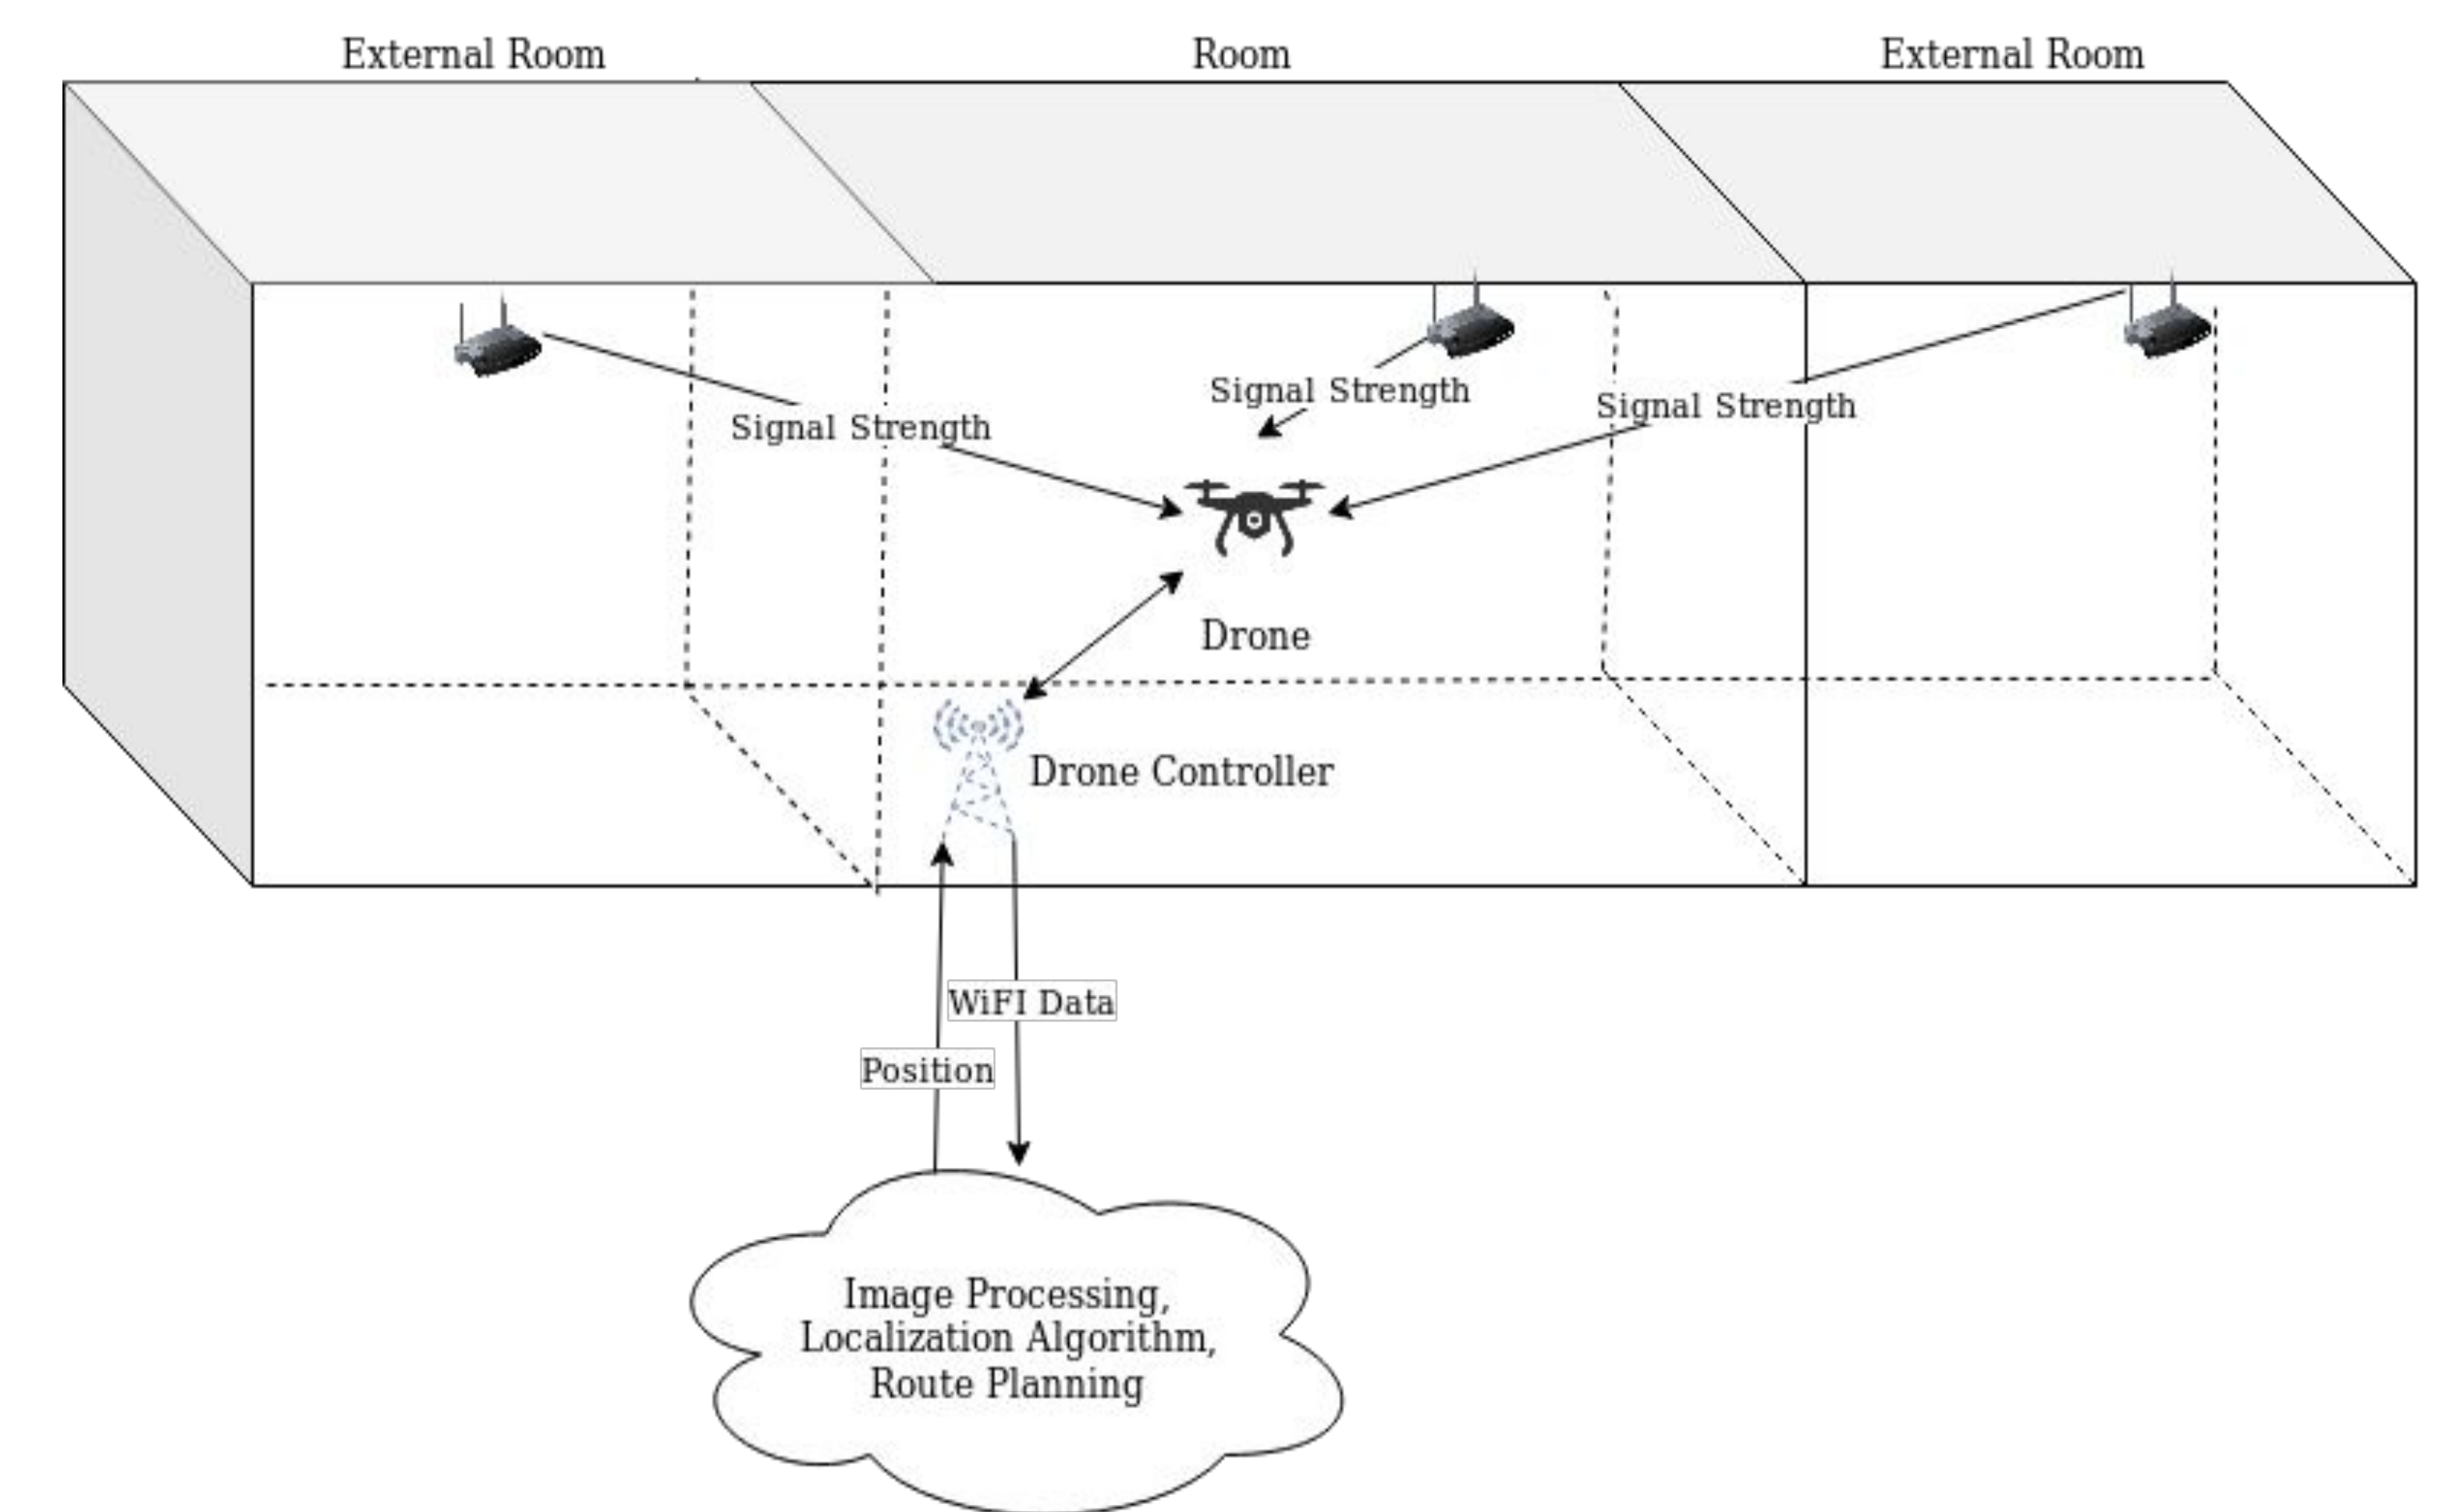 External Room
Room
External Room
Signal Strength
Signal Strength
Signal Strength
Drone
Drone Controller
WiFI Data
Position
Image Processing,
Localization Algorithm,
Route Planning